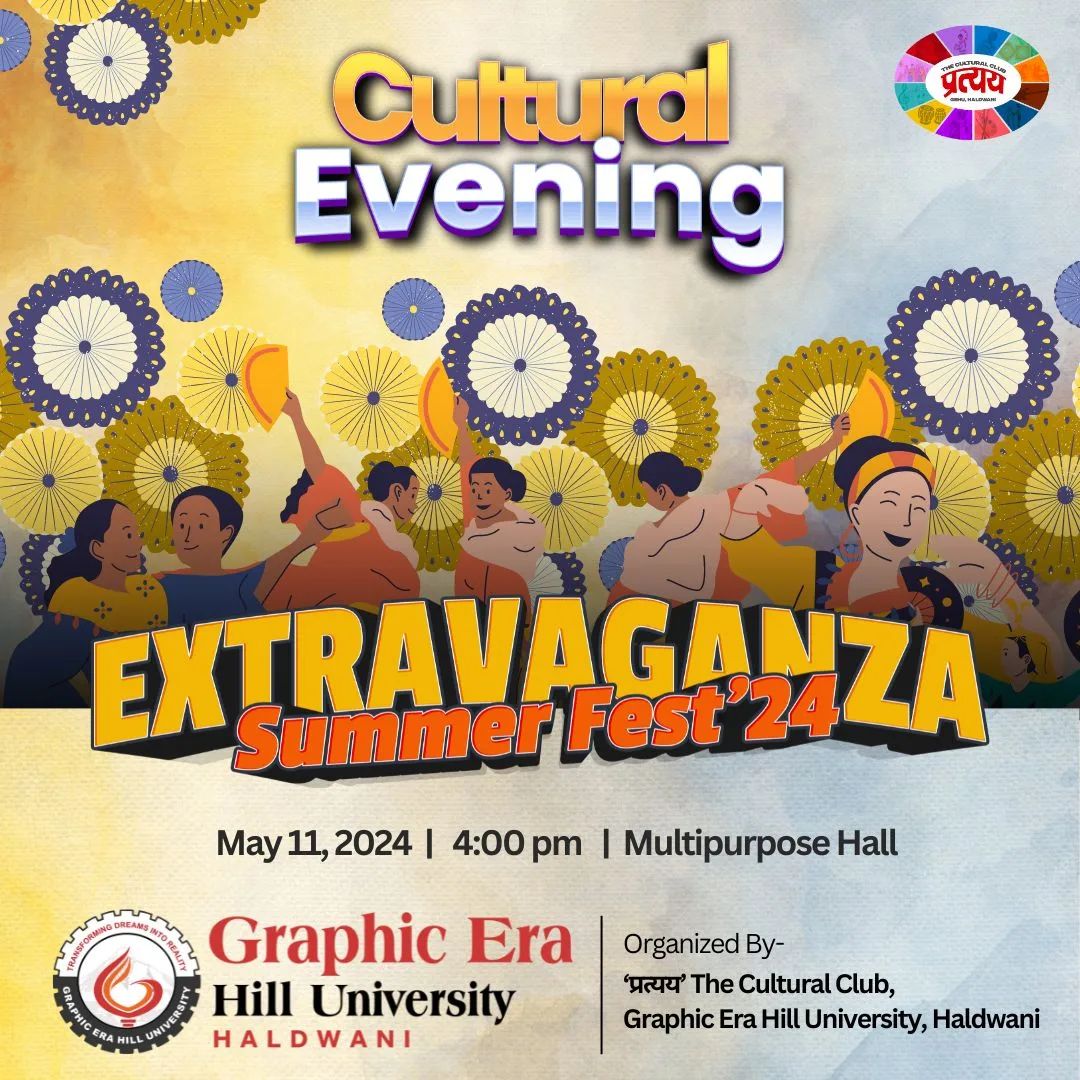 Cultural
Evening
THE CULTURAL CLUB
प्रत्यय
GEHU, HALDWANI
EXTRAVAGANZA
Summer Fest'24
May 11, 2024 | 4:00 pm | Multipurpose Hall
TRANSFORMING DREAMS INTO REALITY
GRAPHIC ERA HILL UNIVERSITY
Graphic Era
Hill University
HALDWANI
Organized By-
‘प्रत्यय’ The Cultural Club,
Graphic Era Hill University, Haldwani